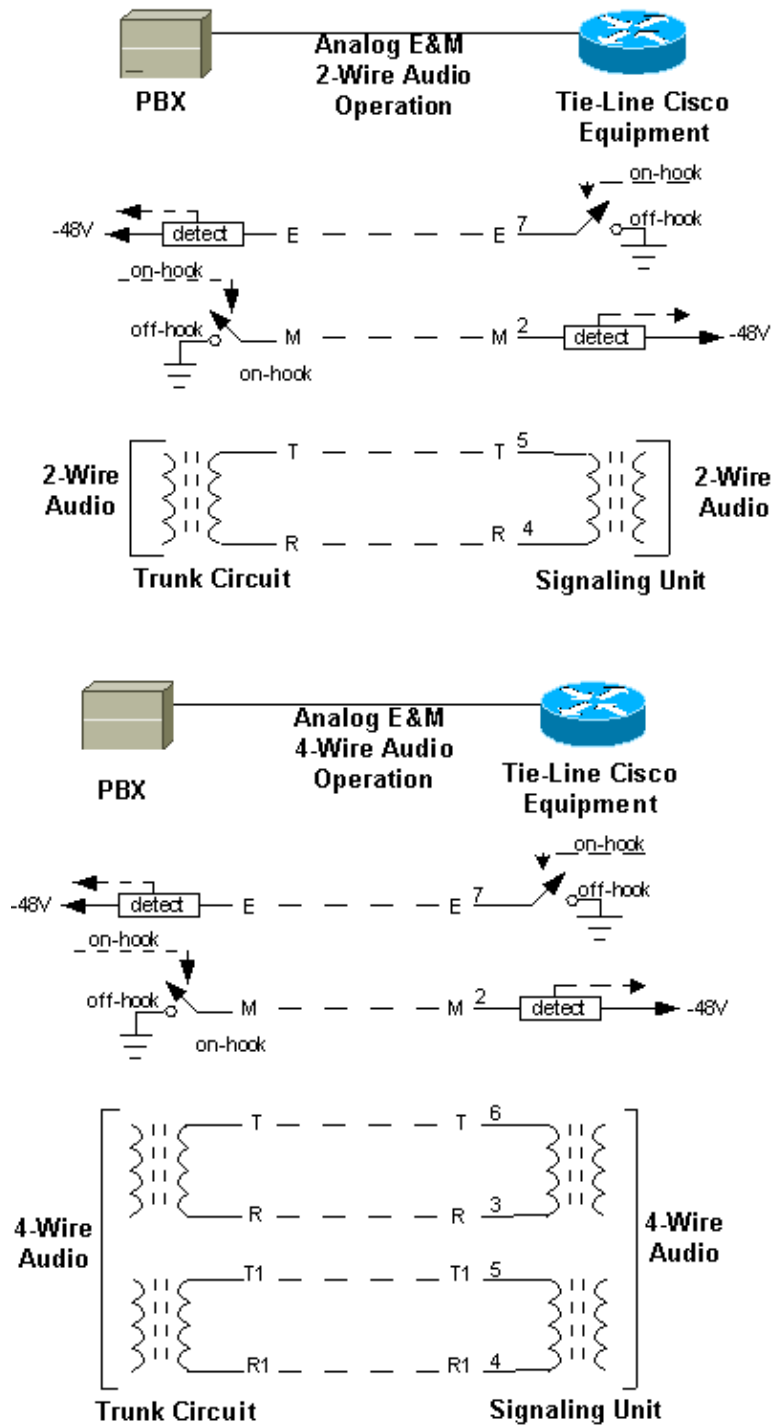 Analog E&M
2-Wire Audio
Operation
PBX
Tie-Line Cisco
Equipment
on-hook
-48V
detect
E
E
7
off-hook
on-hook
off-hook
M
M
2
detect
-48V
on-hook
2-Wire
Audio
T
T
5
R
R
4
2-Wire
Audio
Trunk Circuit
Signaling Unit
Analog E&M
4-Wire Audio
Operation
PBX
Tie-Line Cisco
Equipment
on-hook
-48V
detect
E
E
7
off-hook
on-hook
off-hook
M
M
2
detect
-48V
on-hook
4-Wire
Audio
T
T
6
R
R
3
T1
T1
5
R1
R1
4
4-Wire
Audio
Trunk Circuit
Signaling Unit